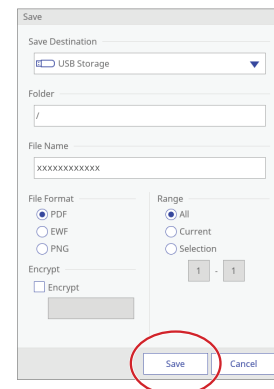 Save
Save Destination
USB Storage
Folder
/
File Name
xxxxxxxxxxxx
File Format
PDF
EWF
PNG
Encrypt
Encrypt
Range
All
Current
Selection
1 - 1
Save Cancel